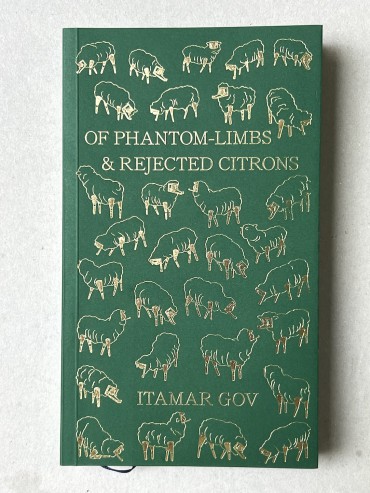 OF PHANTOM-LIMBS
& REJECTED CITRONS
ITAMAR GOV